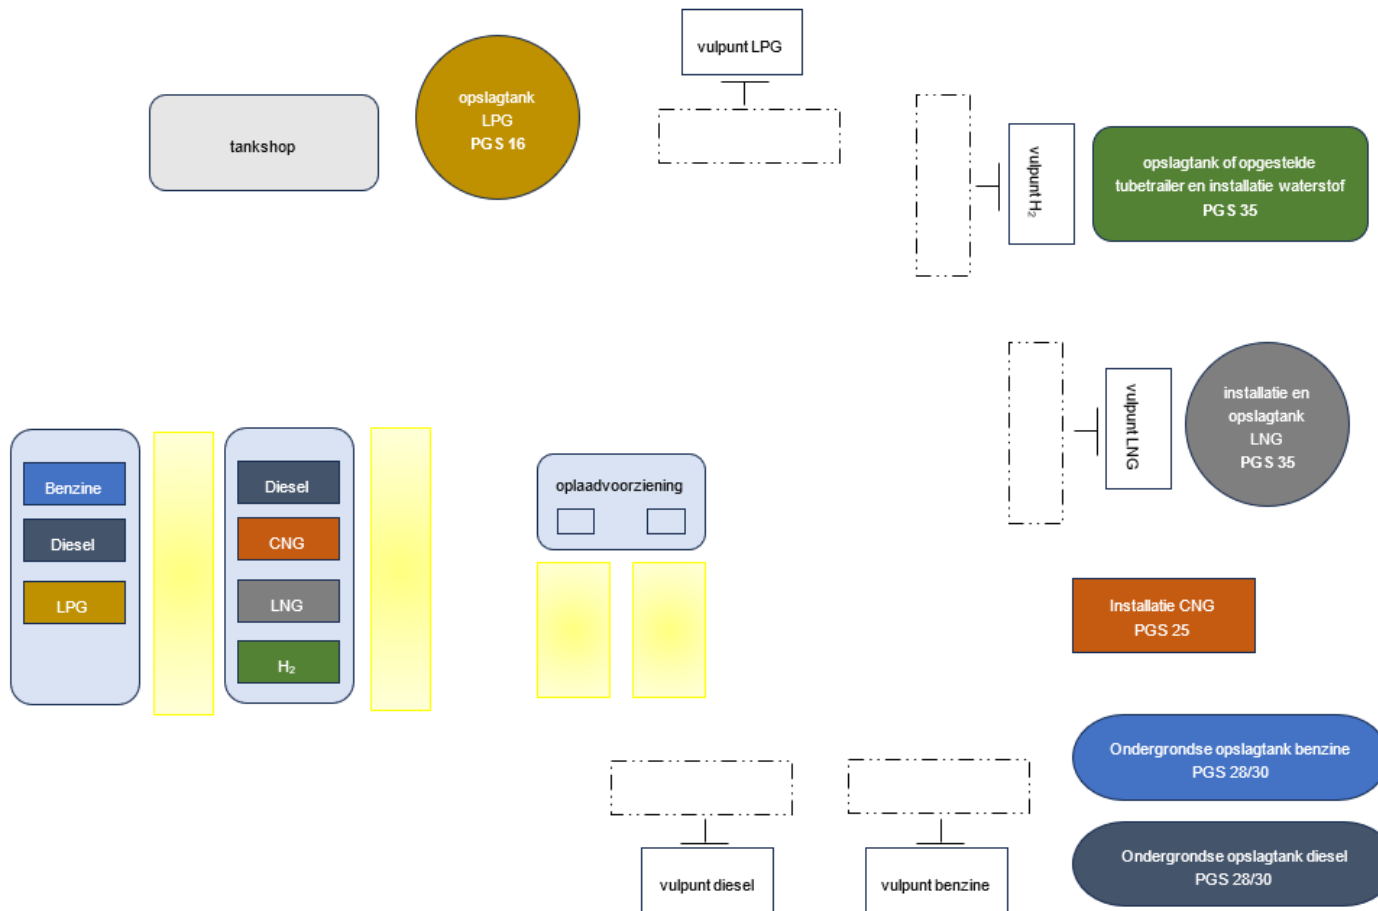 vulpunt LPG
opslagtank
LPG
PGS 16
tankshop
vulpunt H₂
opslagtank of opgestelde
tubetrailer en installatie waterstof
PGS 35
vulpunt LNG
installatie en
opslagtank
LNG
PGS 35
Benzine
Diesel
LPG
Diesel
CNG
LNG
H₂
oplaadvoorziening
Installatie CNG
PGS 25
Ondergrondse opslagtank benzine
PGS 28/30
Ondergrondse opslagtank diesel
PGS 28/30
vulpunt diesel
vulpunt benzine